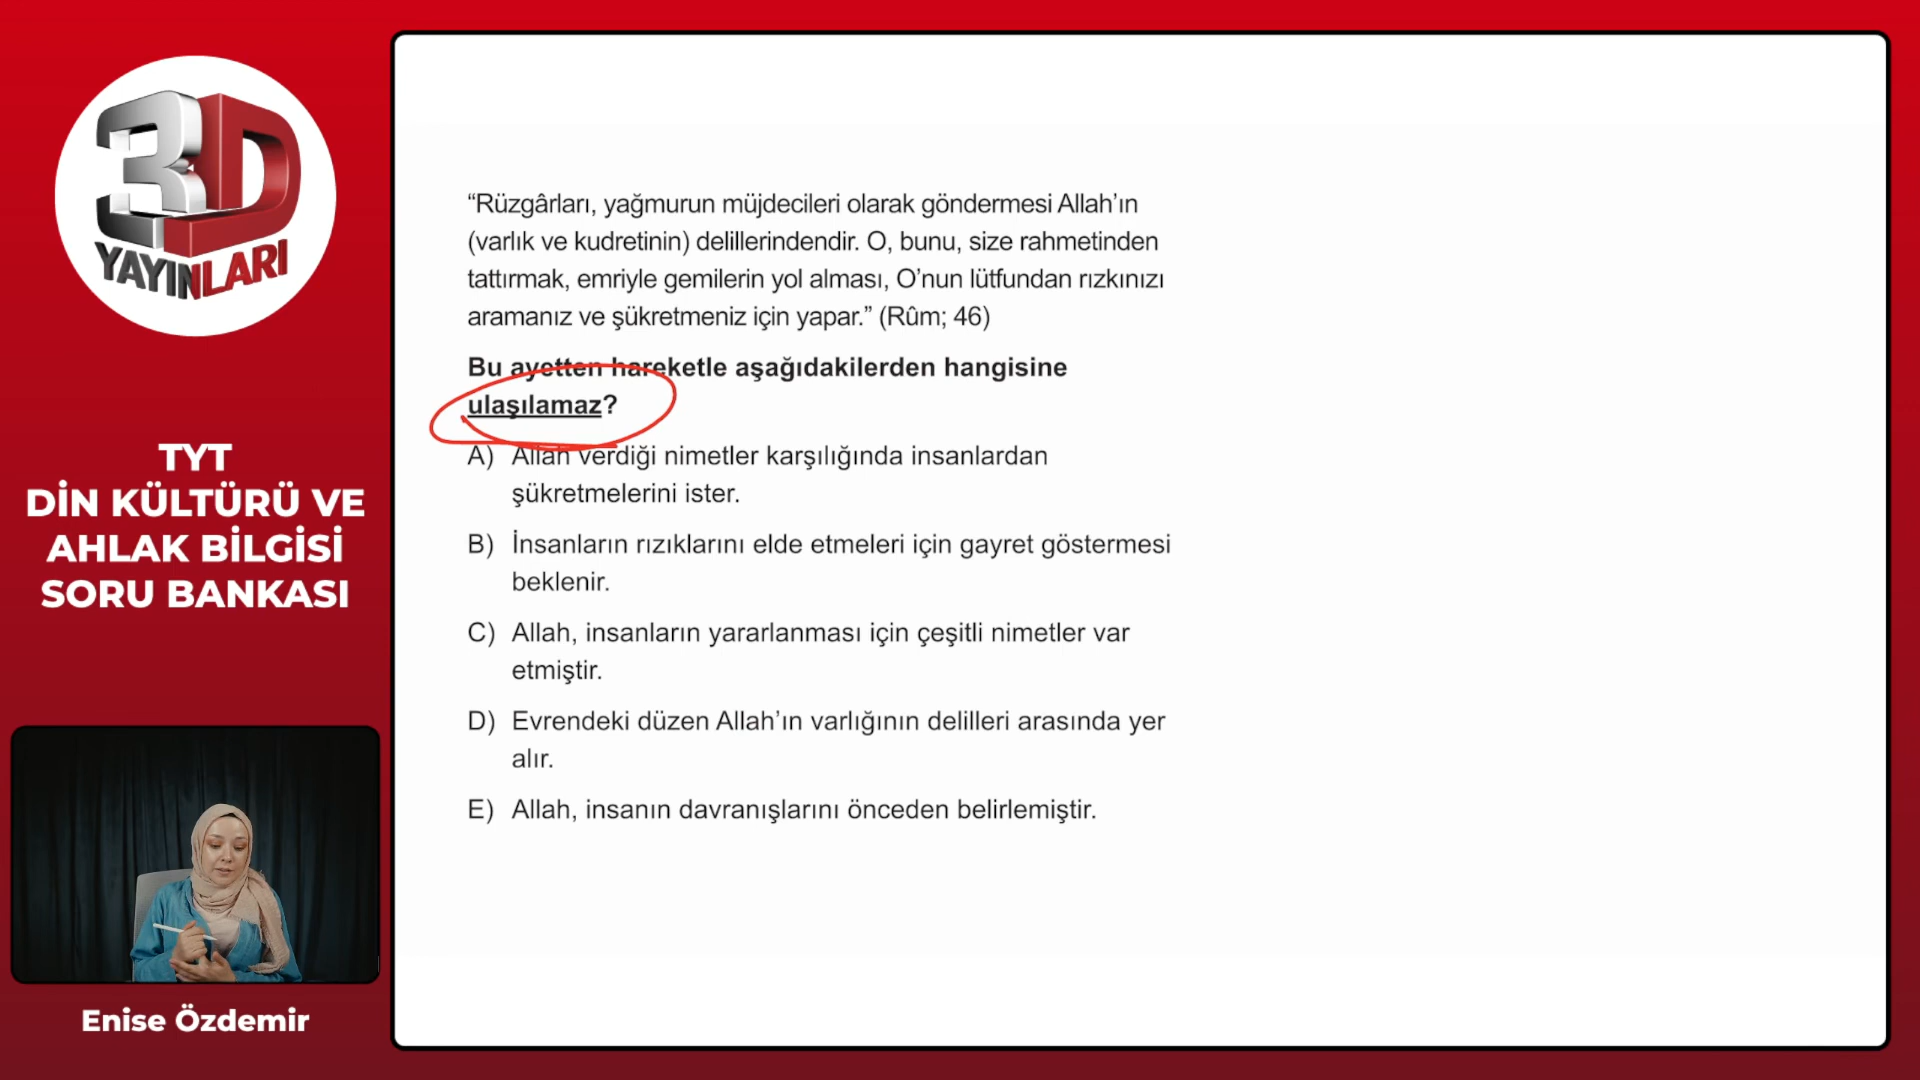 3D
YAYINLARI
TYT
DİN KÜLTÜRÜ VE
AHLAK BİLGİSİ
SORU BANKASI
Enise Özdemir
“Rüzgârları, yağmurun müjdecileri olarak göndermesi Allah’ın
(varlık ve kudretinin) delillerindendir. O, bunu, size rahmetinden
tattırmak, emriyle gemilerin yol alması, O’nun lütfundan rızkınızı
aramanız ve şükretmeniz için yapar.” (Rûm; 46)
Bu ayetten hareketle aşağıdakilerden hangisine
ulaşılamaz?
A) Allah verdiği nimetler karşılığında insanlardan
şükretmelerini ister.
B) İnsanların rızıklarını elde etmeleri için gayret göstermesi
beklenir.
C) Allah, insanların yararlanması için çeşitli nimetler var
etmiştir.
D) Evrendeki düzen Allah’ın varlığının delilleri arasında yer
alır.
E) Allah, insanın davranışlarını önceden belirlemiştir.